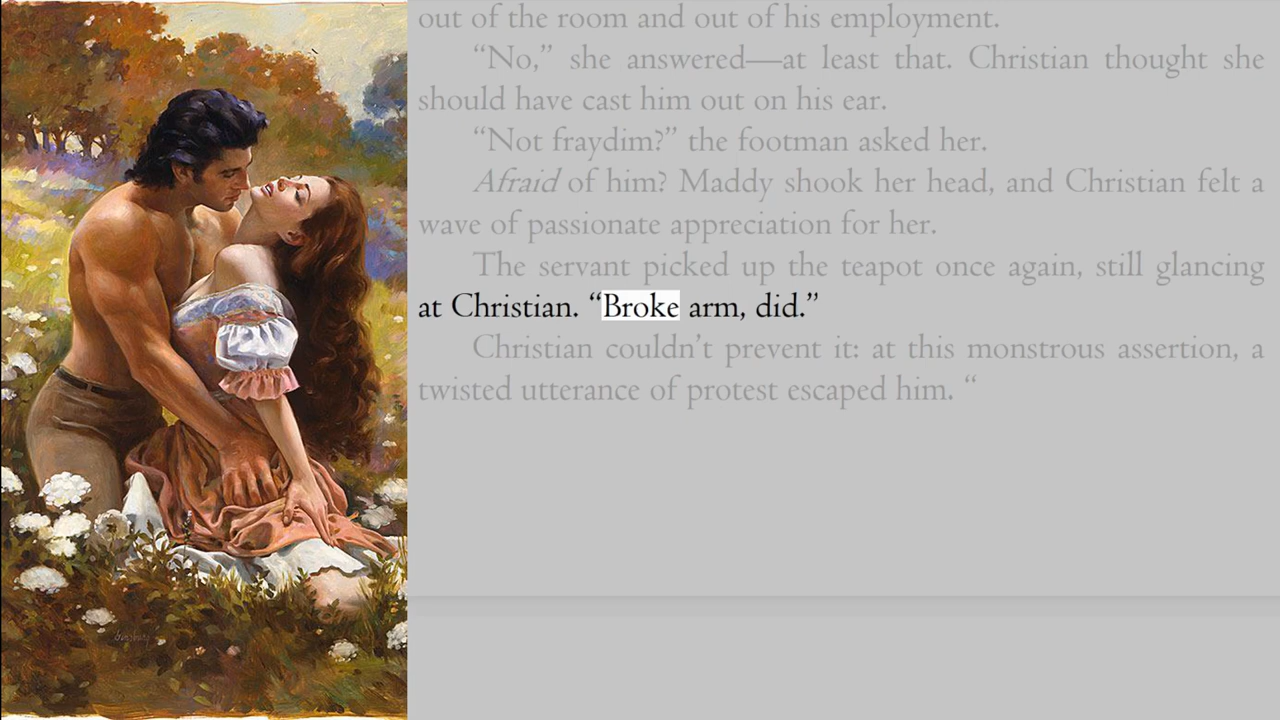 out of the room and out of his employment.
“No,” she answered—at least that. Christian thought she
should have cast him out on his ear.
“Not fraydim?” the footman asked her.
Afraid of him? Maddy shook her head, and Christian felt a
wave of passionate appreciation for her.
The servant picked up the teapot once again, still glancing
at Christian. “Broke arm, did.”
Christian couldn’t prevent it: at this monstrous assertion, a
twisted utterance of protest escaped him. “